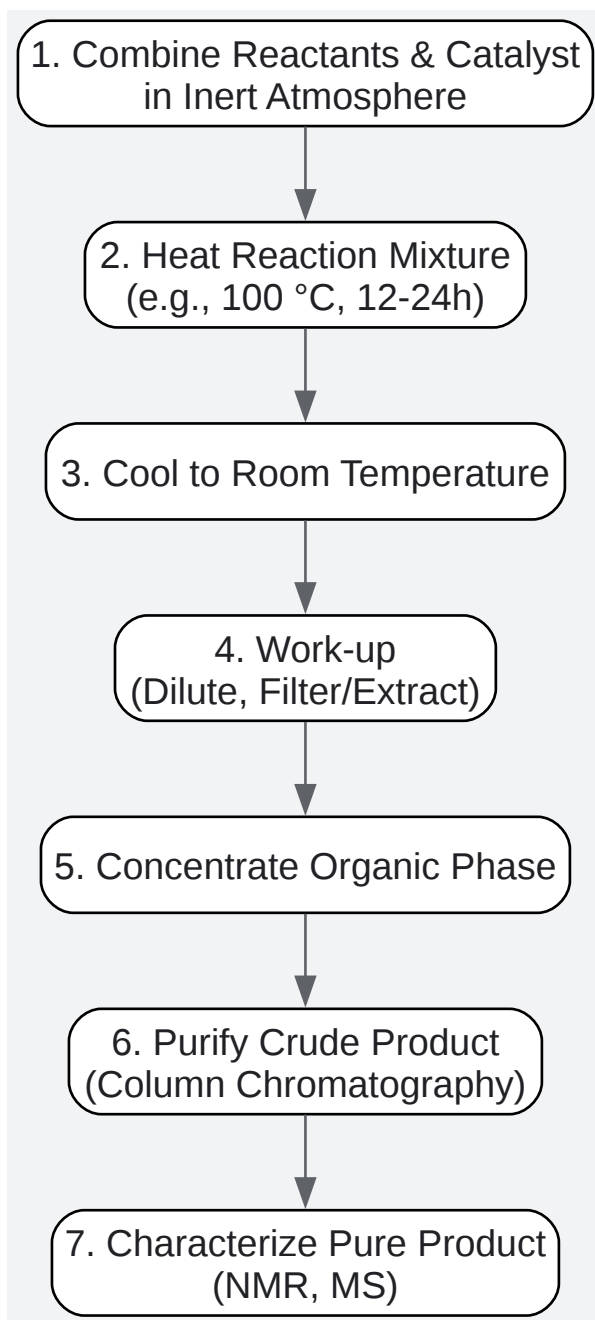 1. Combine Reactants & Catalyst
in Inert Atmosphere
2. Heat Reaction Mixture
(e.g., 100 °C, 12-24h)
3. Cool to Room Temperature
4. Work-up
(Dilute, Filter/Extract)
5. Concentrate Organic Phase
6. Purify Crude Product
(Column Chromatography)
7. Characterize Pure Product
(NMR, MS)